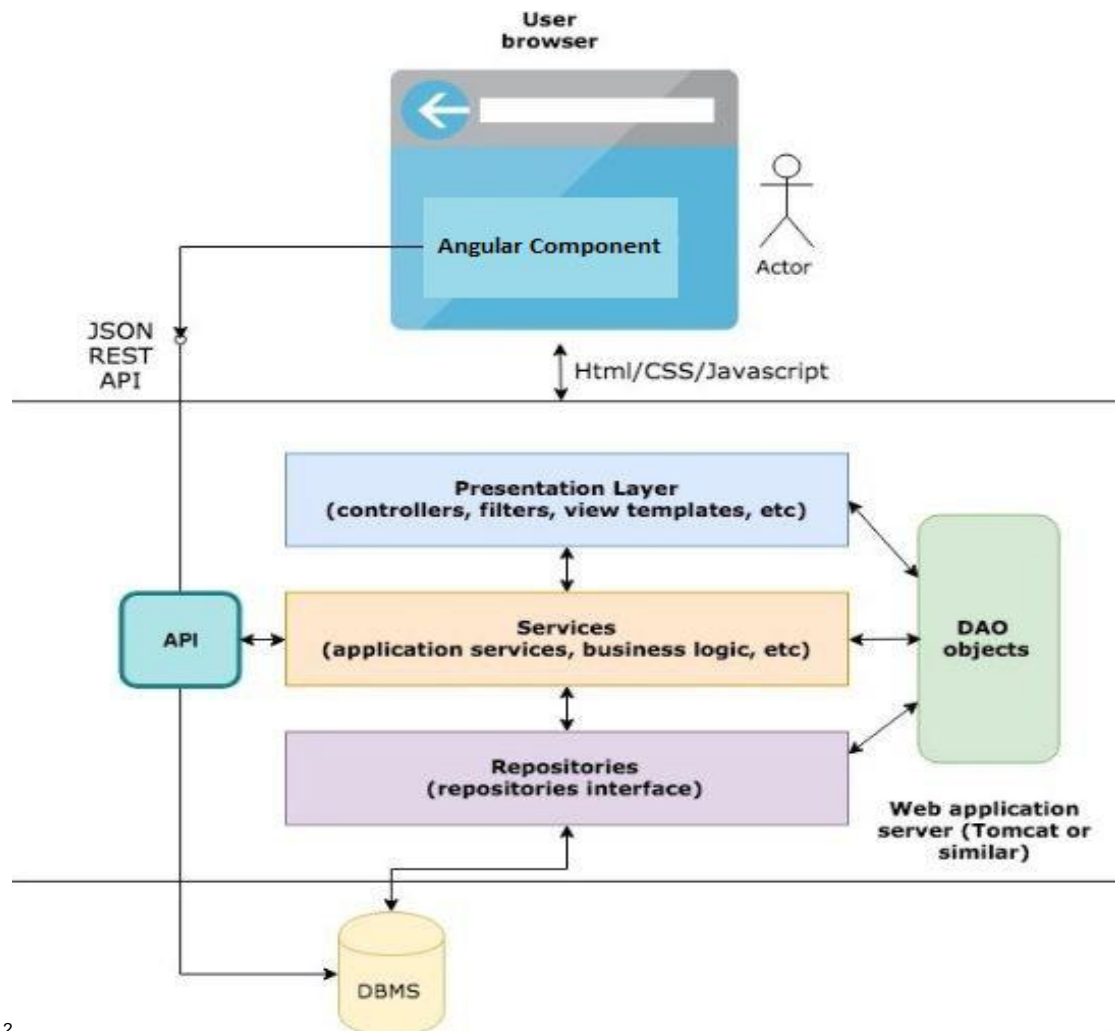 User
browser
Angular Component
Actor
JSON
REST
API
Html/CSS/Javascript
Presentation Layer
(controllers, filters, view templates, etc)
API
Services
(application services, business logic, etc)
DAO
objects
Repositories
(repositories interface)
Web application
server (Tomcat or
similar)
DBMS
2